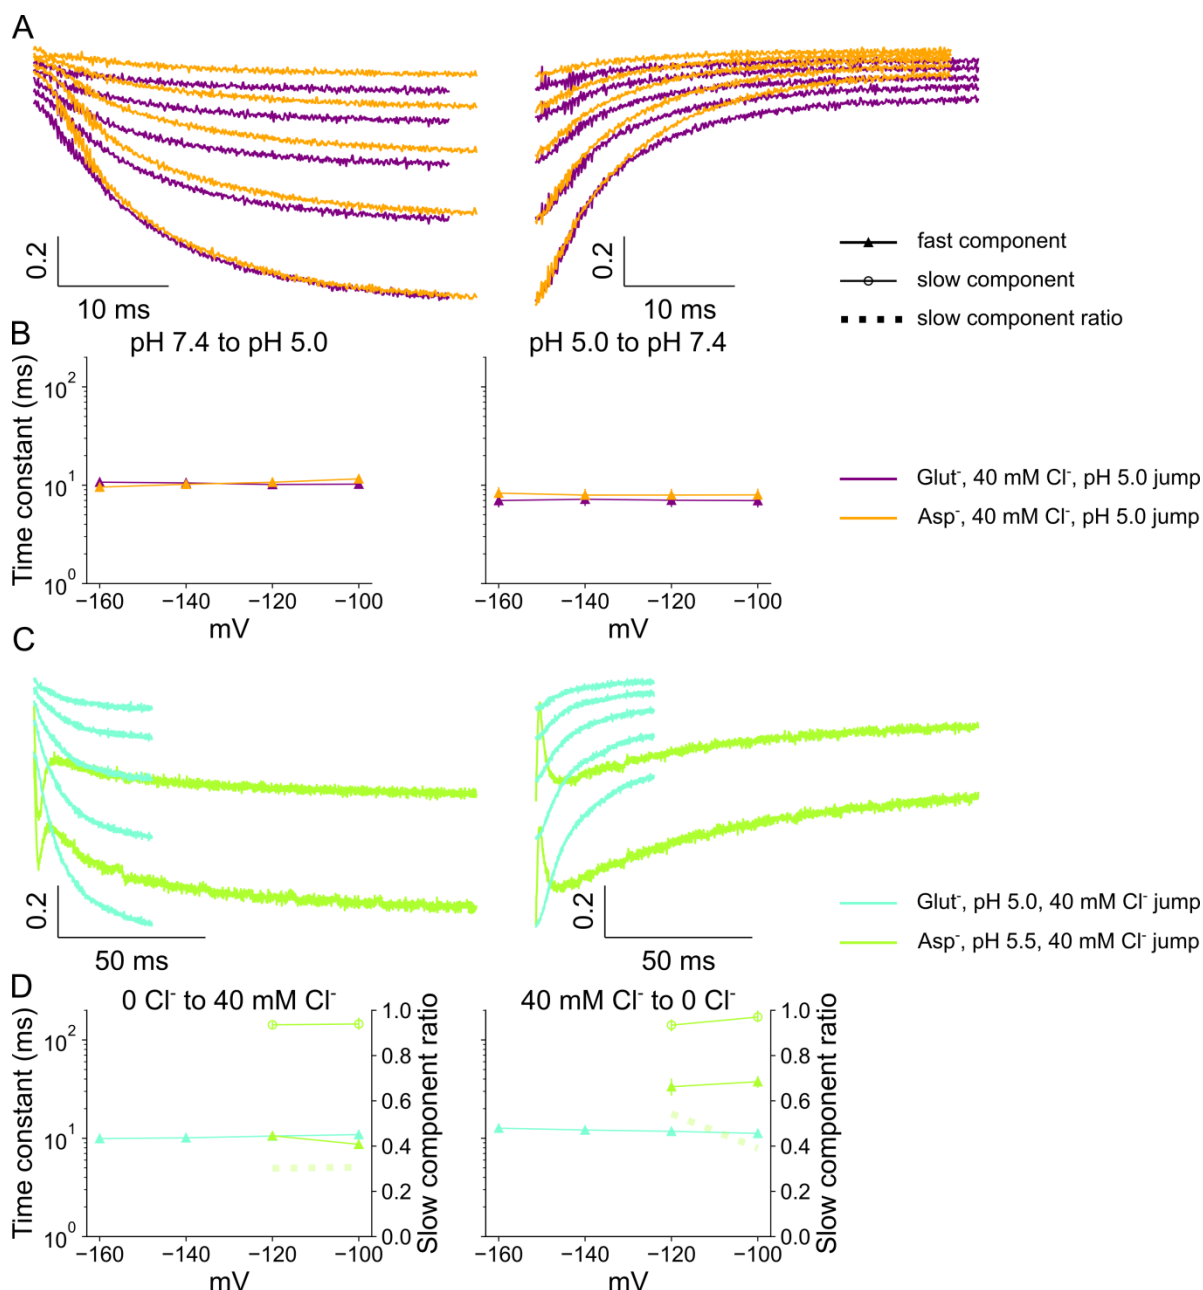 A
0.2
10 ms
0.2
10 ms
fast component
slow component
slow component ratio
B
pH 7.4 to pH 5.0
pH 5.0 to pH 7.4
Time constant (ms)
10²
10¹
10⁰
−160 −140 −120 −100
mV
−160 −140 −120 −100
mV
Glut⁻, 40 mM Cl⁻, pH 5.0 jump
Asp⁻, 40 mM Cl⁻, pH 5.0 jump
C
0.2
50 ms
0.2
50 ms
Glut⁻, pH 5.0, 40 mM Cl⁻ jump
Asp⁻, pH 5.5, 40 mM Cl⁻ jump
D
0 Cl⁻ to 40 mM Cl⁻
40 mM Cl⁻ to 0 Cl⁻
Time constant (ms)
10²
10¹
10⁰
1.0
0.8
0.6
0.4
0.2
0.0
Slow component ratio
1.0
0.8
0.6
0.4
0.2
0.0
Slow component ratio
−160 −140 −120 −100
mV
−160 −140 −120 −100
mV